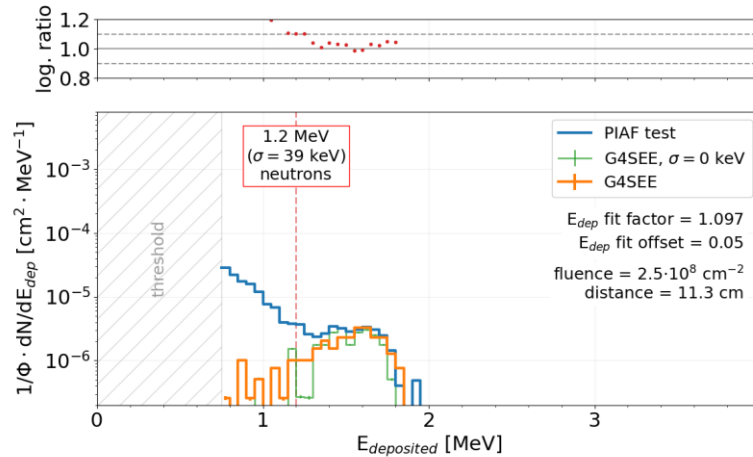 log. ratio
1.2
1.0
0.8
1/Φ · dN/dE_dep [cm² · MeV⁻¹]
10⁻³
10⁻⁴
10⁻⁵
10⁻⁶
threshold
1.2 MeV
(σ = 39 keV)
neutrons
PIAF test
G4SEE, σ = 0 keV
G4SEE
E_dep fit factor = 1.097
E_dep fit offset = 0.05
fluence = 2.5·10⁸ cm⁻²
distance = 11.3 cm
0 1 2 3
E_deposited [MeV]